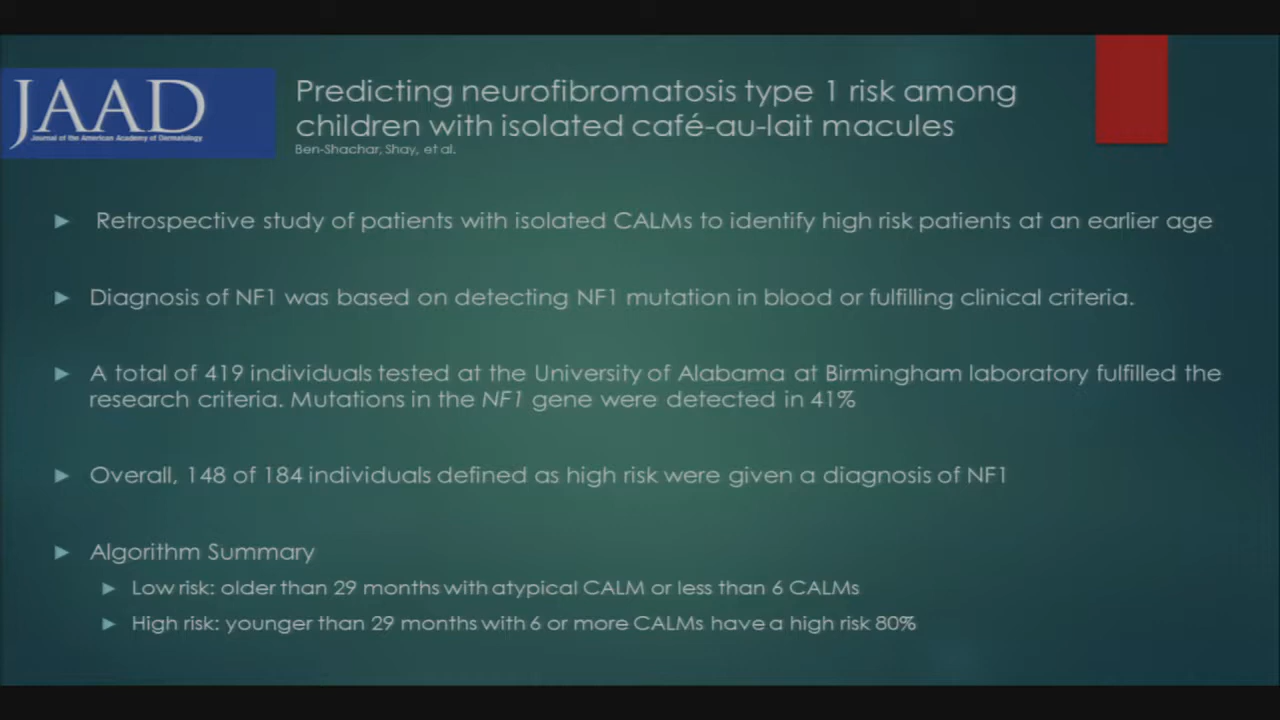 JAAD
Journal of the American Academy of Dermatology
Predicting neurofibromatosis type 1 risk among
children with isolated café-au-lait macules
Ben-Shachar, Shay, et al.
Retrospective study of patients with isolated CALMs to identify high risk patients at an earlier age
Diagnosis of NF1 was based on detecting NF1 mutation in blood or fulfilling clinical criteria.
A total of 419 individuals tested at the University of Alabama at Birmingham laboratory fulfilled the
research criteria. Mutations in the NF1 gene were detected in 41%
Overall, 148 of 184 individuals defined as high risk were given a diagnosis of NF1
Algorithm Summary
Low risk: older than 29 months with atypical CALM or less than 6 CALMs
High risk: younger than 29 months with 6 or more CALMs have a high risk 80%